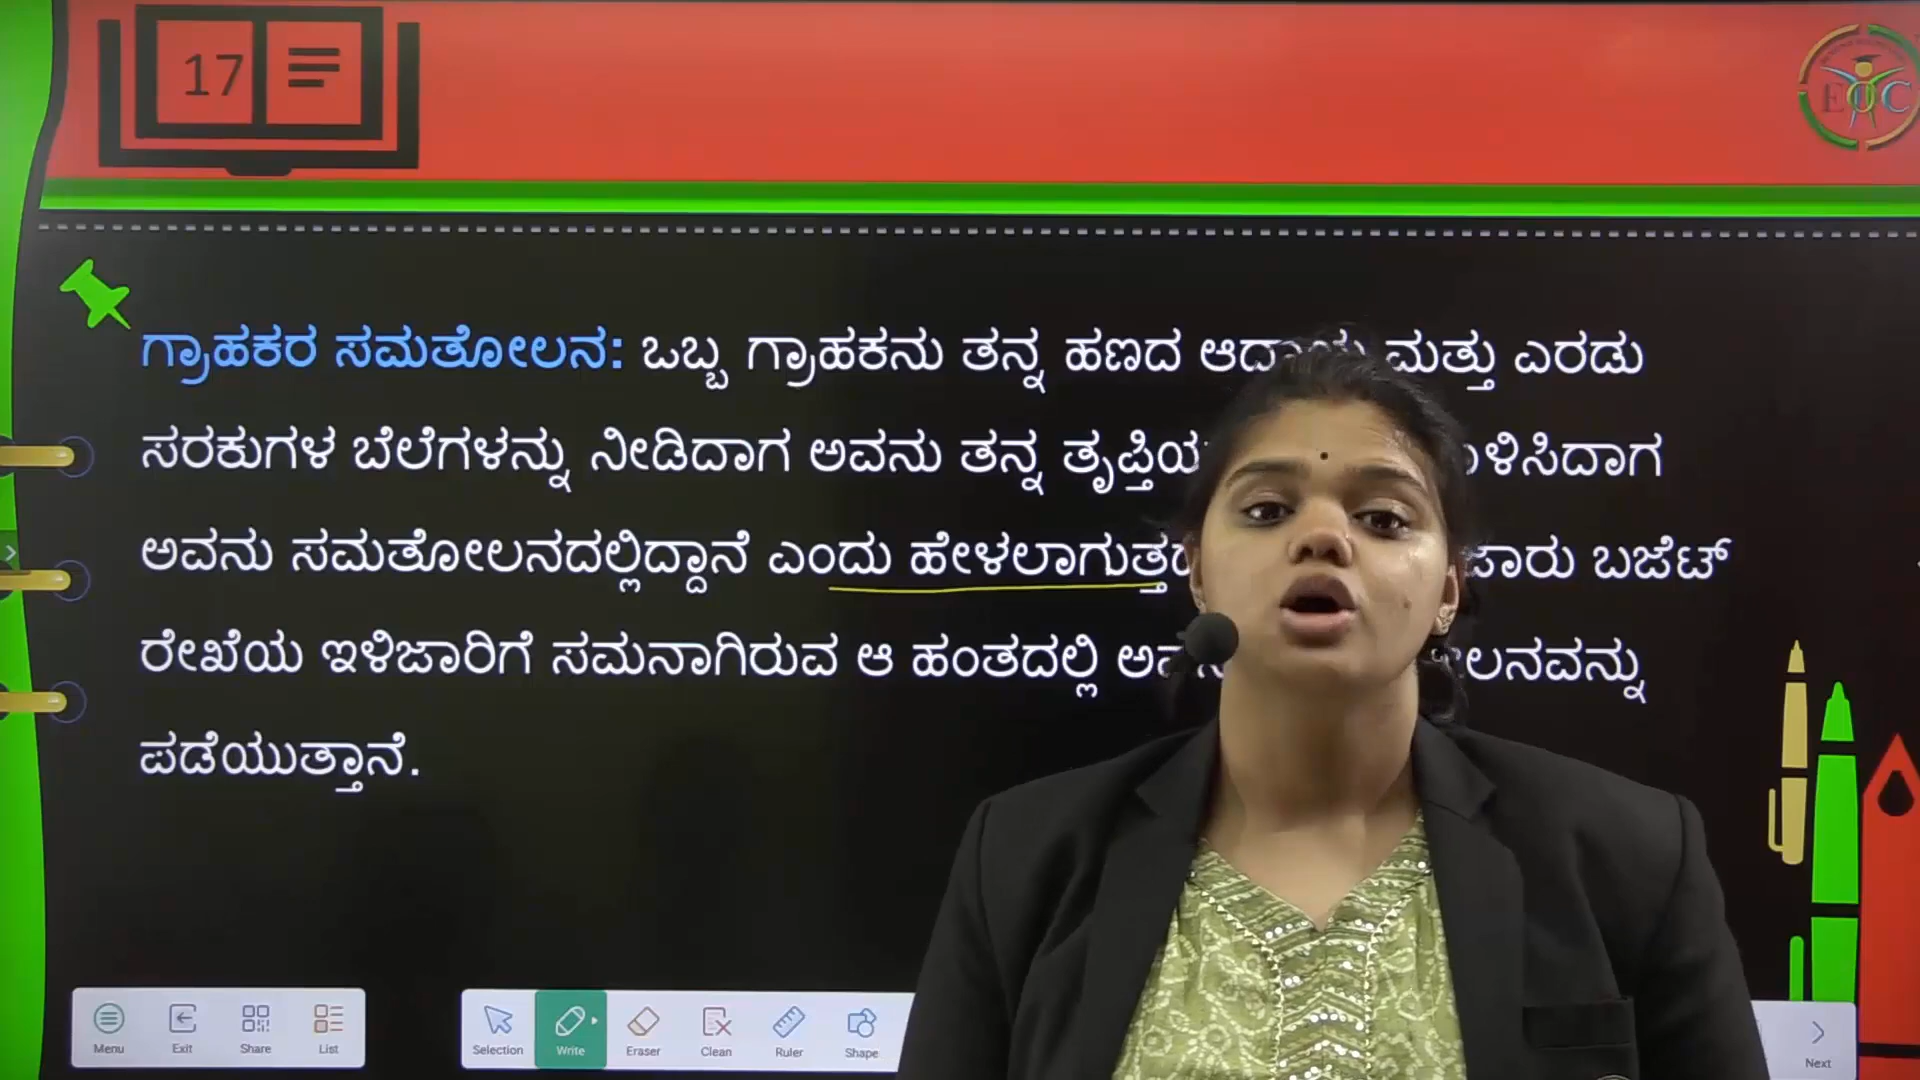 17
EOC
ಗ್ರಾಹಕರ ಸಮತೋಲನ: ಒಬ್ಬ ಗ್ರಾಹಕನು ತನ್ನ ಹಣದ ಮತ್ತು ಎರಡು
ಸರಕುಗಳ ಬೆಲೆಗಳನ್ನು ನೀಡಿದಾಗ ಅವನು ತನ್ನ
ಅವನು ಸಮತೋಲನದಲ್ಲಿದ್ದಾನೆ ಎಂದು ಬಜೆಟ್
ರೇಖೆಯ ಇಳಿಜಾರಿಗೆ ಸಮನಾಗಿರುವ ಆ ಹಂತದಲ್ಲಿ
ಪಡೆಯುತ್ತಾನೆ.
Menu Exit Share List Selection Write Eraser Clean Ruler Shape Next